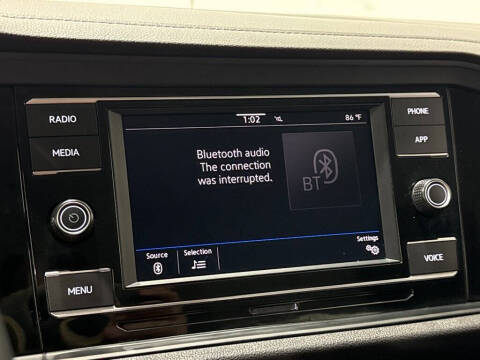 RADIO
MEDIA
MENU
1:02
86 °F
Bluetooth audio
The connection
was interrupted.
BT
Source
Selection
Settings
PHONE
APP
VOICE